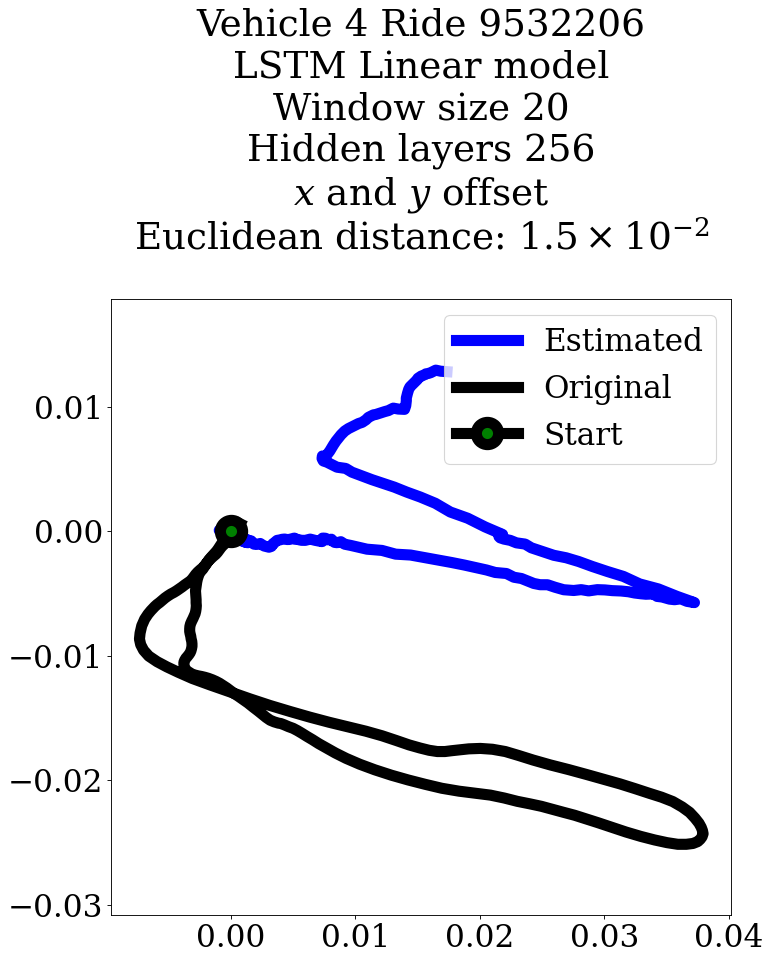 Vehicle 4 Ride 9532206
LSTM Linear model
Window size 20
Hidden layers 256
x and y offset
Euclidean distance: 1.5 × 10⁻²
Estimated
Original
Start
0.01
0.00
−0.01
−0.02
−0.03
0.00 0.01 0.02 0.03 0.04